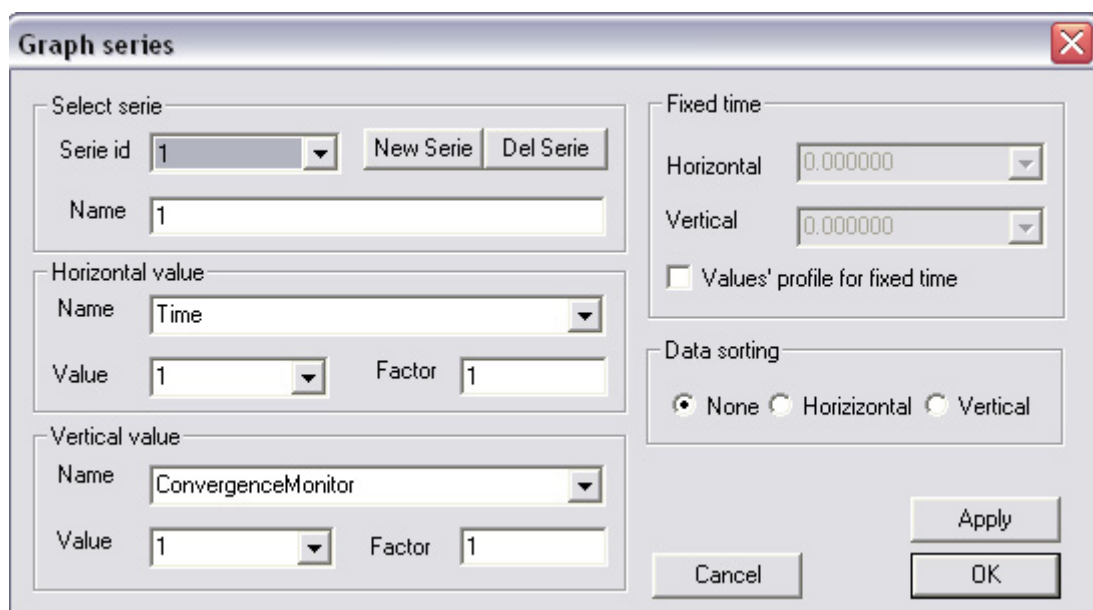 Graph series
Select serie
Serie id 1 New Serie Del Serie
Name 1
Horizontal value
Name Time
Value 1 Factor 1
Vertical value
Name ConvergenceMonitor
Value 1 Factor 1
Fixed time
Horizontal 0.000000
Vertical 0.000000
Values' profile for fixed time
Data sorting
None Horizizontal Vertical
Apply
Cancel OK